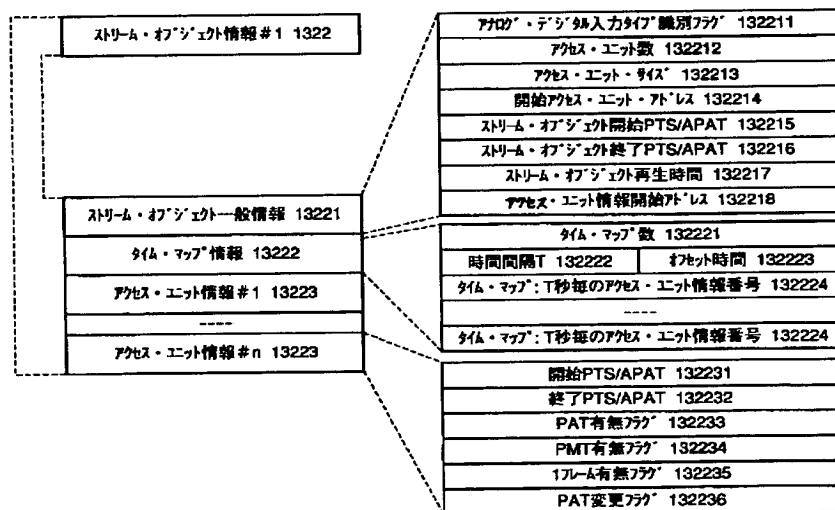 ストリーム・オブジェクト情報#1 1322
ストリーム・オブジェクト一般情報 13221
タイム・マップ情報 13222
アクセス・ユニット情報#1 13223
----
アクセス・ユニット情報#n 13223
アナログ・デジタル入力タイプ識別フラグ 132211
アクセス・ユニット数 132212
アクセス・ユニット・サイズ 132213
開始アクセス・ユニット・アドレス 132214
ストリーム・オブジェクト開始PTS/APAT 132215
ストリーム・オブジェクト終了PTS/APAT 132216
ストリーム・オブジェクト再生時間 132217
アクセス・ユニット情報開始アドレス 132218
タイム・マップ数 132221
時間間隔T 132222 オフセット時間 132223
タイム・マップ:T秒毎のアクセス・ユニット情報番号 132224
----
タイム・マップ:T秒毎のアクセス・ユニット情報番号 132224
開始PTS/APAT 132231
終了PTS/APAT 132232
PAT有無フラグ 132233
PMT有無フラグ 132234
1フレーム有無フラグ 132235
PAT変更フラグ 132236